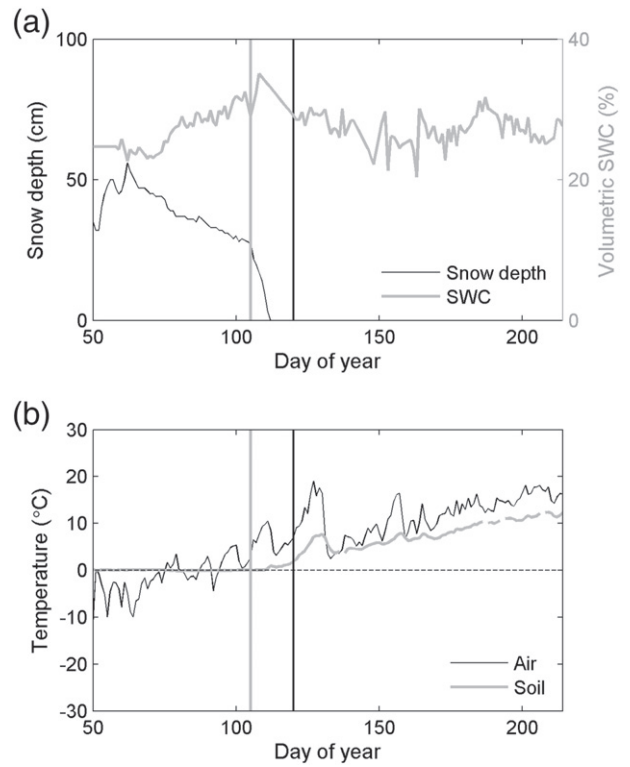 (a)
100
50
0
Snow depth (cm)
40
20
0
Volumetric SWC (%)
Snow depth
SWC
50 100 150 200
Day of year
(b)
30
20
10
0
-10
-20
-30
Temperature (°C)
Air
Soil
50 100 150 200
Day of year